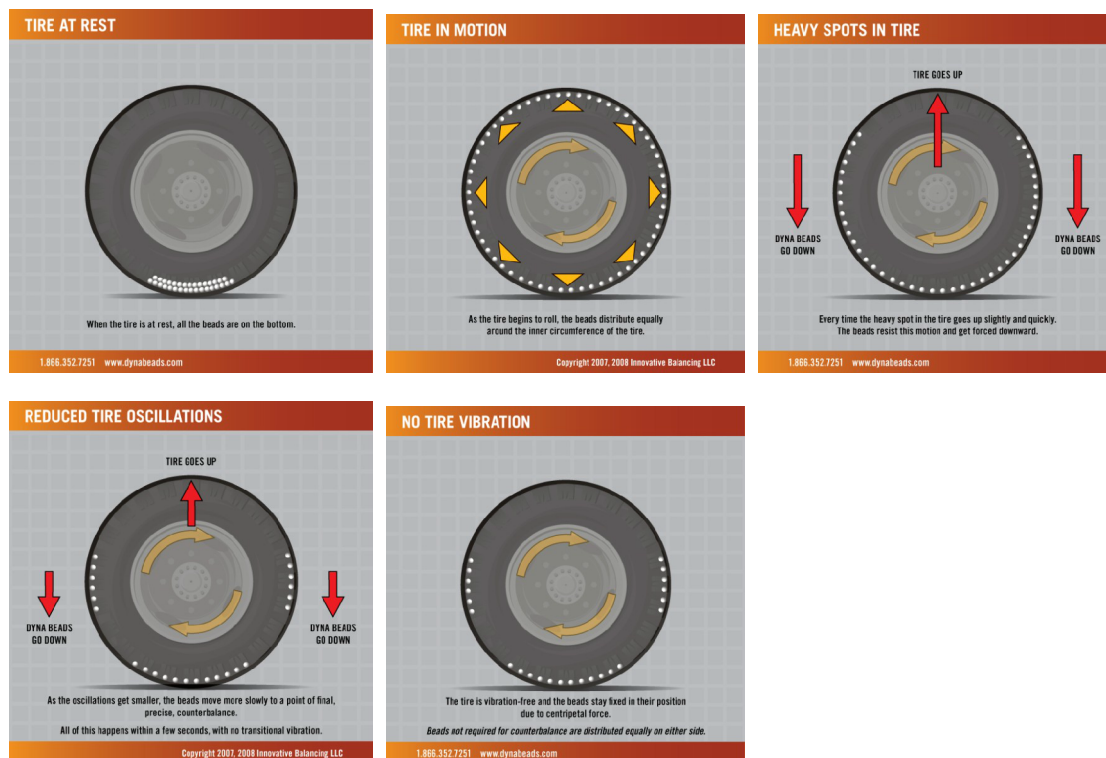 TIRE AT REST
When the tire is at rest, all the beads are on the bottom.
1.866.352.7251 www.dynabeads.com
TIRE IN MOTION
As the tire begins to roll, the beads distribute equally
around the inner circumference of the tire.
Copyright 2007, 2008 Innovative Balancing LLC
HEAVY SPOTS IN TIRE
TIRE GOES UP
DYNA BEADS
GO DOWN
DYNA BEADS
GO DOWN
Every time the heavy spot in the tire goes up slightly and quickly.
The beads resist this motion and get forced downward.
1.866.352.7251 www.dynabeads.com
REDUCED TIRE OSCILLATIONS
TIRE GOES UP
DYNA BEADS
GO DOWN
DYNA BEADS
GO DOWN
As the oscillations get smaller, the beads move more slowly to a point of final,
precise, counterbalance.
All of this happens within a few seconds, with no transitional vibration.
Copyright 2007, 2008 Innovative Balancing LLC
NO TIRE VIBRATION
The tire is vibration-free and the beads stay fixed in their position
due to centripetal force.
Beads not required for counterbalance are distributed equally on either side.
1.866.352.7251 www.dynabeads.com